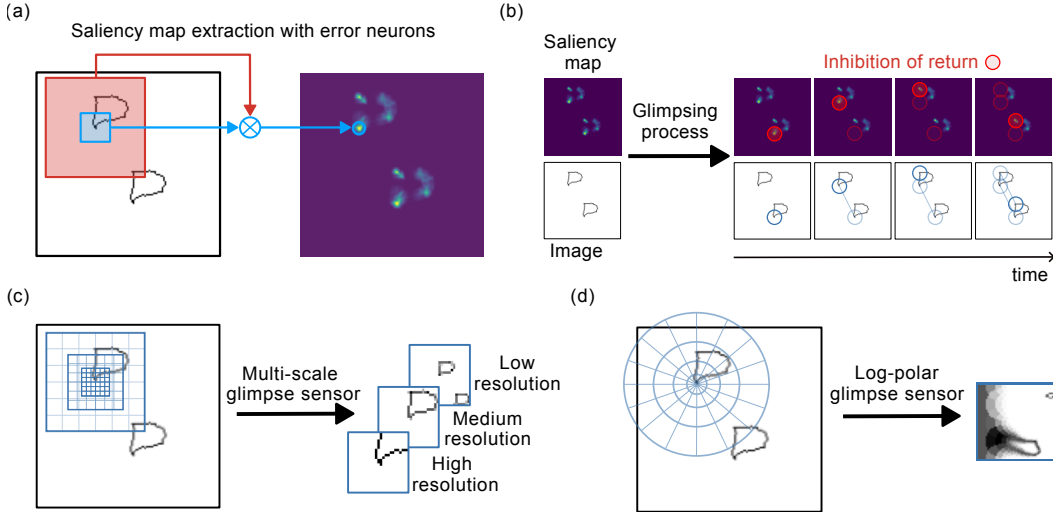 (a)
Saliency map extraction with error neurons
(b)
Saliency
map
Glimpsing
process
Inhibition of return
Image
time
(c)
Multi-scale
glimpse sensor
Low
resolution
Medium
resolution
High
resolution
(d)
Log-polar
glimpse sensor